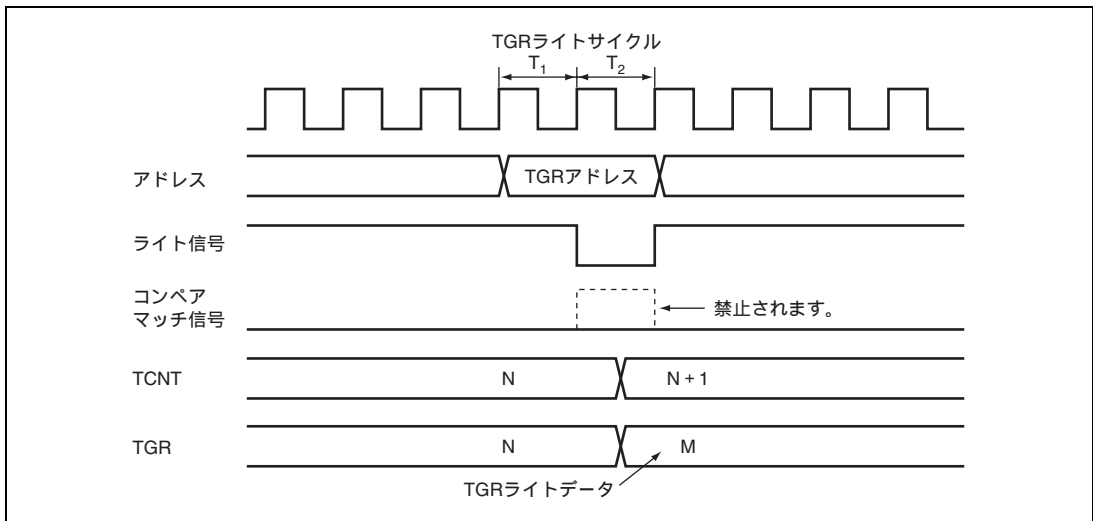 TGRライトサイクル
T1 T2
アドレス TGRアドレス
ライト信号
コンペア
マッチ信号 禁止されます。
TCNT N N + 1
TGR N M
TGRライトデータ